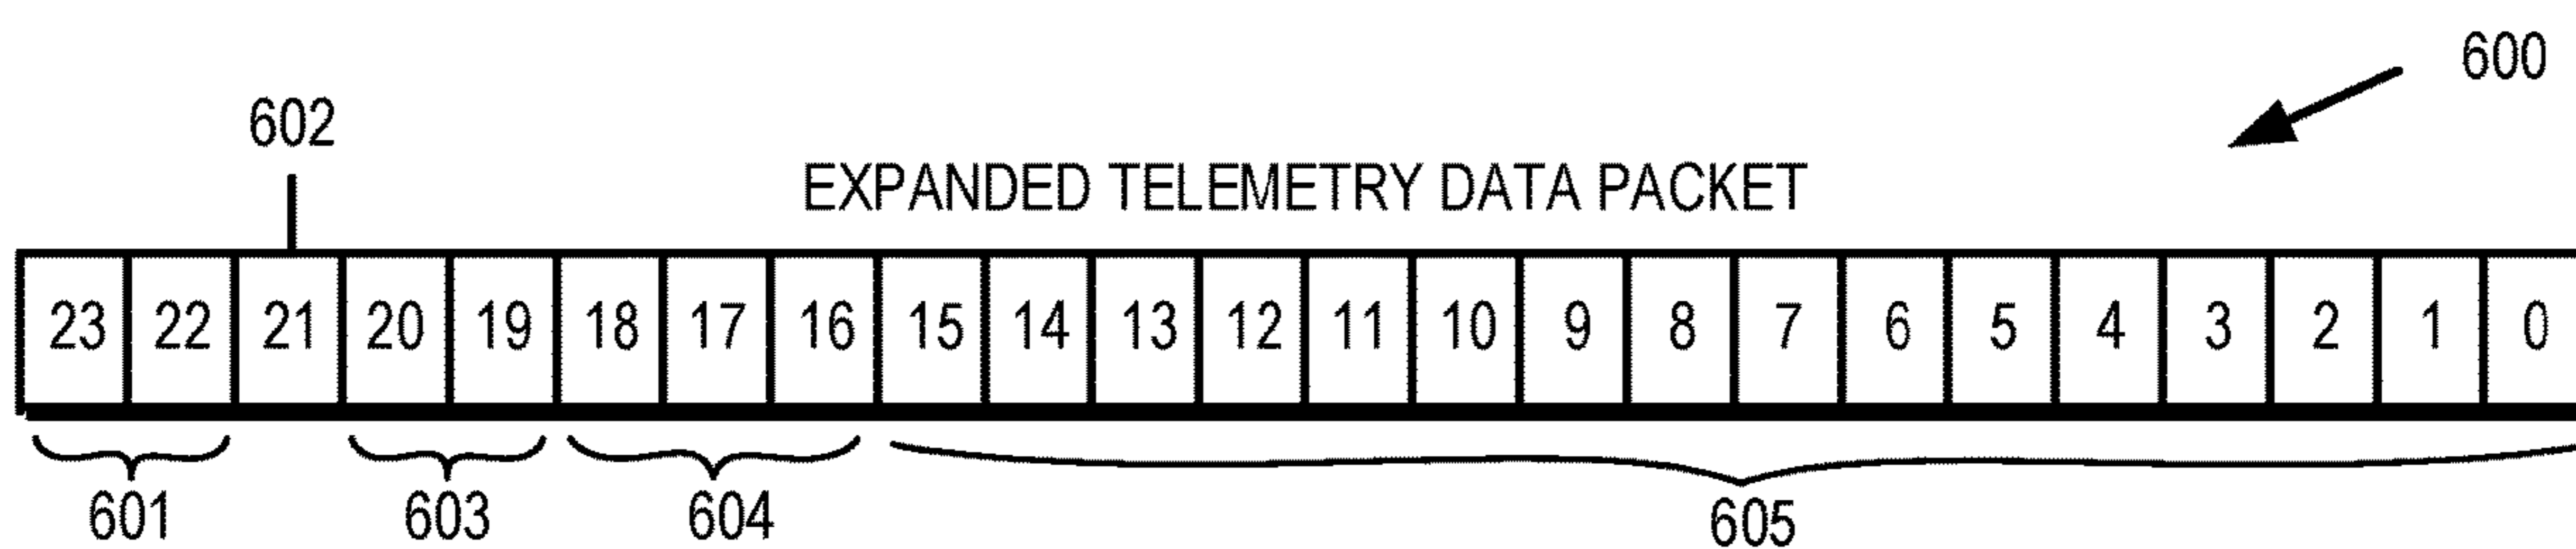 600
602
EXPANDED TELEMETRY DATA PACKET
23 22 21 20 19 18 17 16 15 14 13 12 11 10 9 8 7 6 5 4 3 2 1 0
601 603 604 605